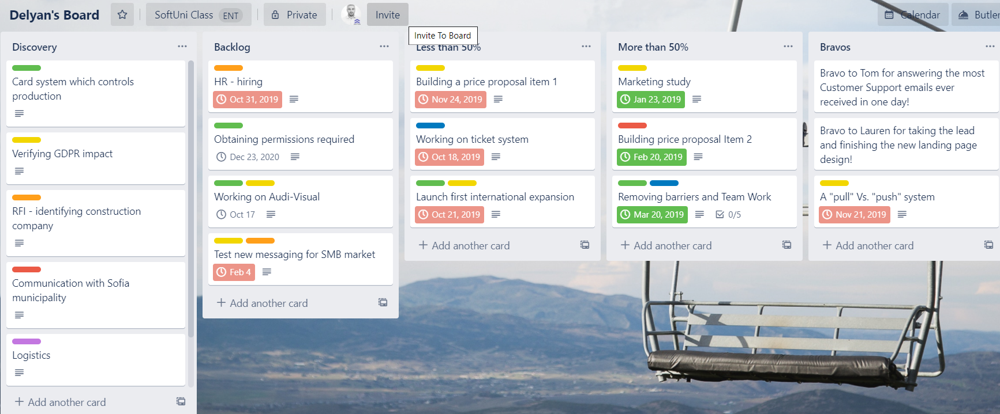 Delyan's Board
SoftUni Class ENT
Private
Invite
Calendar
Butler
Invite To Board
Discovery
Card system which controls
production
Verifying GDPR impact
RFI - identifying construction
company
Communication with Sofia
municipality
Logistics
+ Add another card
Backlog
HR - hiring
Oct 31, 2019
Obtaining permissions required
Dec 23, 2020
Working on Audi-Visual
Oct 17
Test new messaging for SMB market
Feb 4
+ Add another card
Less than 50%
Building a price proposal item 1
Nov 24, 2019
Working on ticket system
Oct 18, 2019
Launch first international expansion
Oct 21, 2019
+ Add another card
More than 50%
Marketing study
Jan 23, 2019
Building price proposal Item 2
Feb 20, 2019
Removing barriers and Team Work
Mar 20, 2019 0/5
+ Add another card
Bravos
Bravo to Tom for answering the most
Customer Support emails ever
received in one day!
Bravo to Lauren for taking the lead
and finishing the new landing page
design!
A "pull" Vs. "push" system
Nov 21, 2019
+ Add another card